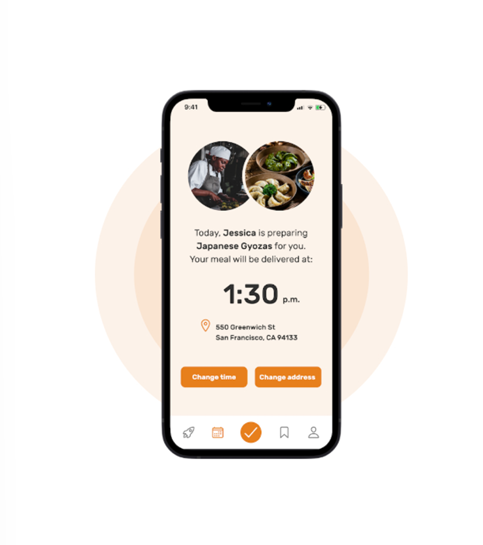 9:41
Today, Jessica is preparing
Japanese Gyozas for you.
Your meal will be delivered at:
1:30 p.m.
550 Greenwich St
San Francisco, CA 94133
Change time
Change address